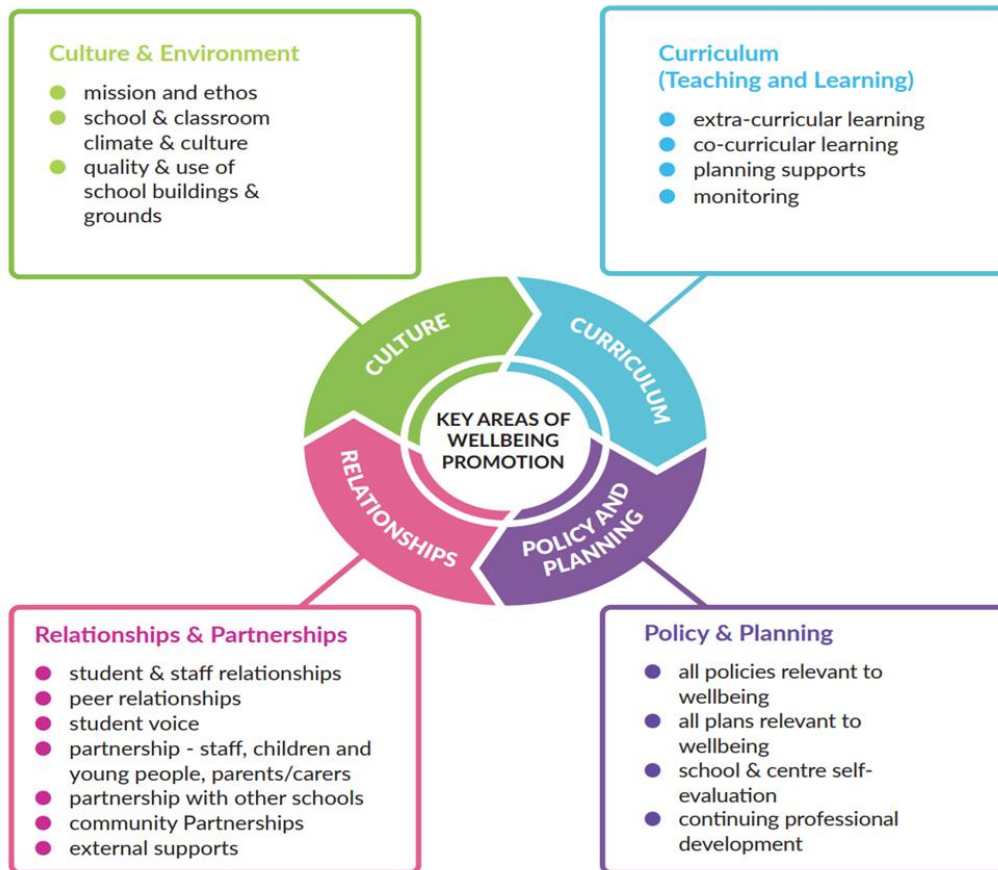 Culture & Environment
mission and ethos
school & classroom
climate & culture
quality & use of
school buildings &
grounds
Curriculum
(Teaching and Learning)
extra-curricular learning
co-curricular learning
planning supports
monitoring
CULTURE
CURRICULUM
KEY AREAS OF
WELLBEING
PROMOTION
RELATIONSHIPS
POLICY AND
PLANNING
Relationships & Partnerships
student & staff relationships
peer relationships
student voice
partnership - staff, children and
young people, parents/carers
partnership with other schools
community Partnerships
external supports
Policy & Planning
all policies relevant to
wellbeing
all plans relevant to
wellbeing
school & centre self-
evaluation
continuing professional
development